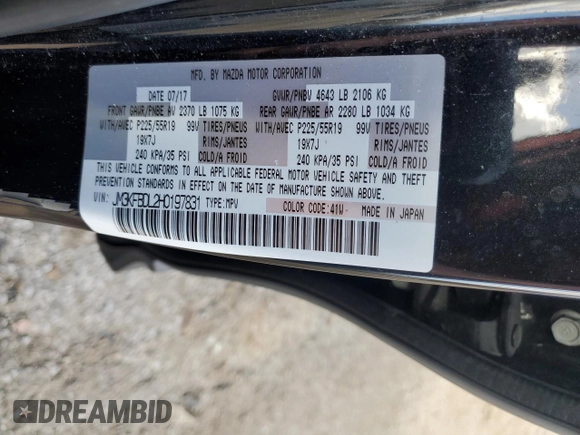 MFD. BY MAZDA MOTOR CORPORATION
DATE 07/17 GVWR/PNBV 4643 LB 2106 KG
FRONT GAWR/PNBE AV 2370 LB 1075 KG REAR GAWR/PNBE AR 2280 LB 1034 KG
WITH/AVEC P225/55R19 99V TIRES/PNEUS WITH/AVEC P225/55R19 99V TIRES/PNEUS
19X7J RIMS/JANTES 19X7J RIMS/JANTES
240 KPA/35 PSI COLD/A FROID 240 KPA/35 PSI COLD/A FROID
THIS VEHICLE CONFORMS TO ALL APPLICABLE FEDERAL MOTOR VEHICLE SAFETY AND THEFT
PREVENTION STANDARDS IN EFFECT ON THE DATE OF MANUFACTURE SHOWN ABOVE.
VIN: JM3KFBDL2H0197831 TYPE:MPV
COLOR CODE:41W MADE IN JAPAN
DREAMBID